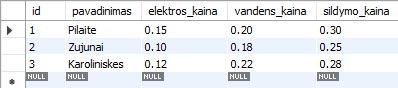 id pavadinimas elektros_kaina vandens_kaina sildymo_kaina
1 Pilaite 0.15 0.20 0.30
2 Zujunai 0.10 0.18 0.25
3 Karoliniskes 0.12 0.22 0.28
NULL NULL NULL NULL NULL